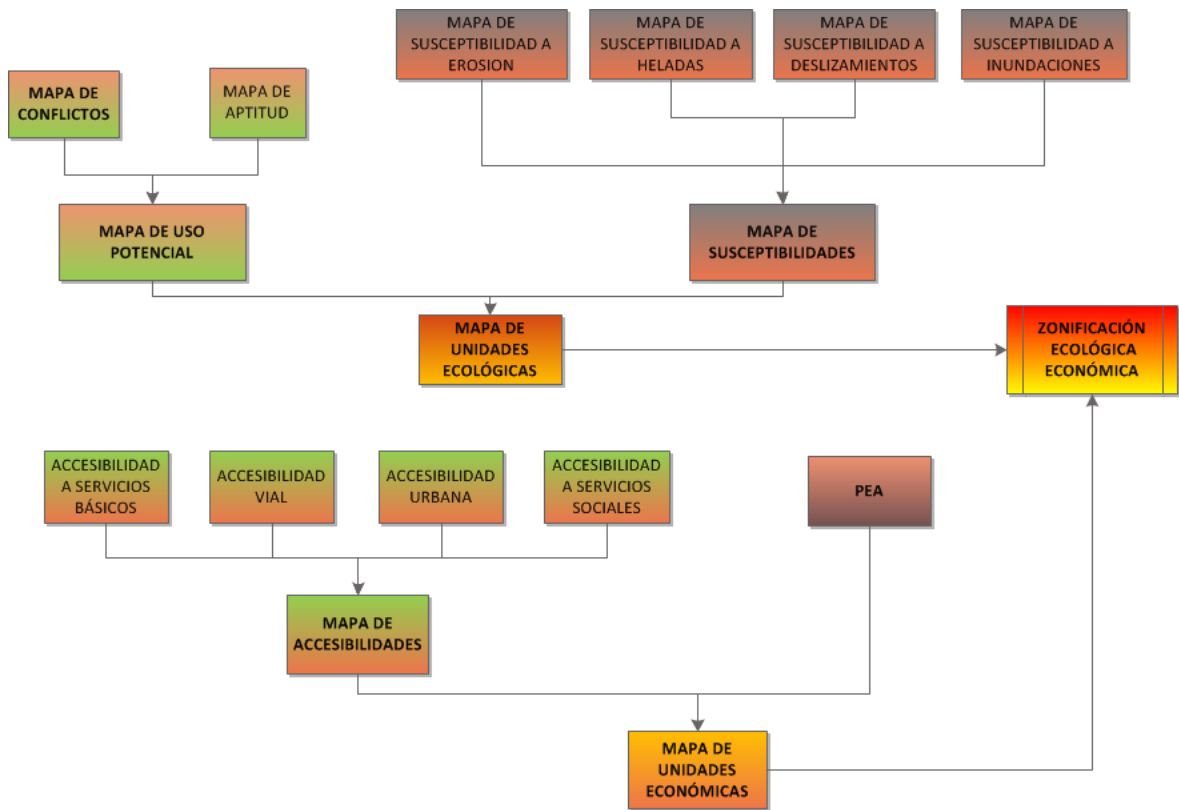 MAPA DE
SUSCEPTIBILIDAD A
EROSION
MAPA DE
SUSCEPTIBILIDAD A
HELADAS
MAPA DE
SUSCEPTIBILIDAD A
DESLIZAMIENTOS
MAPA DE
SUSCEPTIBILIDAD A
INUNDACIONES
MAPA DE
CONFLICTOS
MAPA DE
APTITUD
MAPA DE USO
POTENCIAL
MAPA DE
SUSCEPTIBILIDADES
MAPA DE
UNIDADES
ECOLÓGICAS
ZONIFICACIÓN
ECOLÓGICA
ECONÓMICA
ACCESIBILIDAD
A SERVICIOS
BÁSICOS
ACCESIBILIDAD
VIAL
ACCESIBILIDAD
URBANA
ACCESIBILIDAD
A SERVICIOS
SOCIALES
PEA
MAPA DE
ACCESIBILIDADES
MAPA DE
UNIDADES
ECONÓMICAS